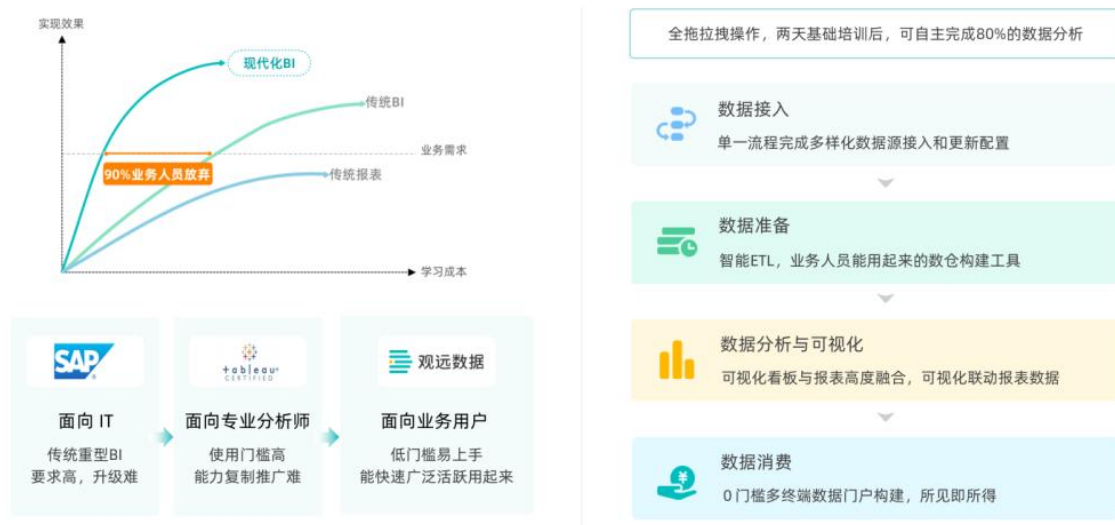 实现效果
现代化BI
传统BI
业务需求
90%业务人员放弃
传统报表
学习成本
SAP
+ableau
CERTIFIED
观远数据
面向 IT
传统重型BI
要求高，升级难
面向专业分析师
使用门槛高
能力复制推广难
面向业务用户
低门槛易上手
能快速广泛活跃用起来
全拖拉拽操作，两天基础培训后，可自主完成80%的数据分析
数据接入
单一流程完成多样化数据源接入和更新配置
数据准备
智能ETL，业务人员能用起来的数仓构建工具
数据分析与可视化
可视化看板与报表高度融合，可视化联动报表数据
数据消费
0门槛多终端数据门户构建，所见即所得